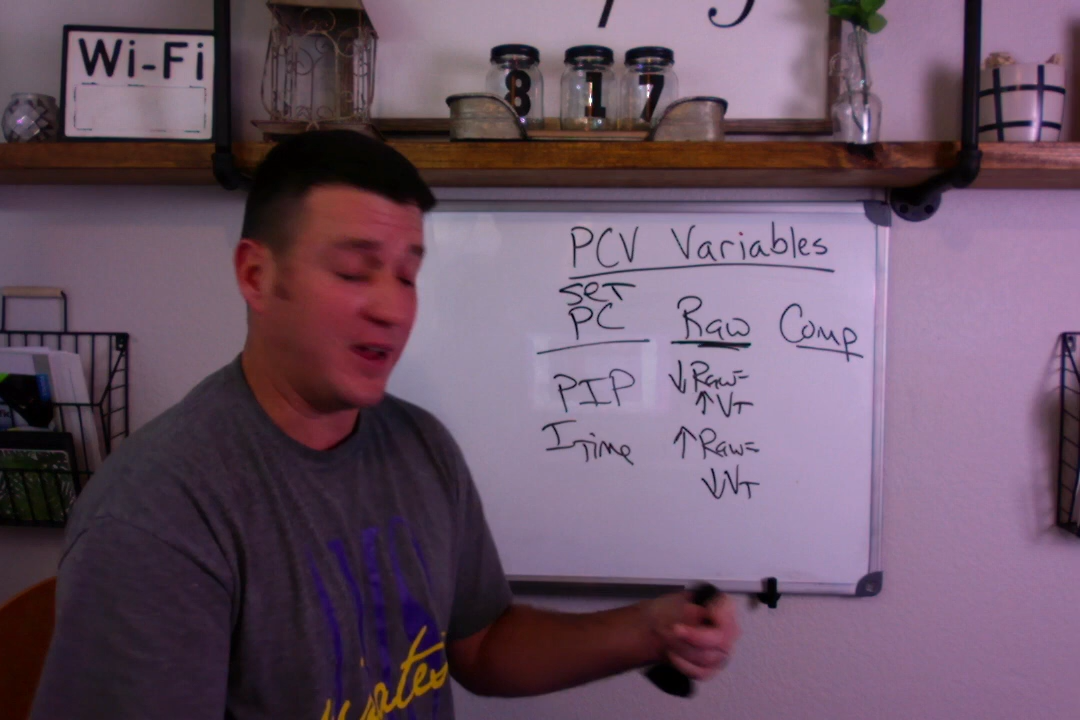 Wi-Fi
8 1 7
PCV Variables
SET
PC Raw Comp
PIP ↓Raw=
↑VT
ITime ↑Raw=
↓VT